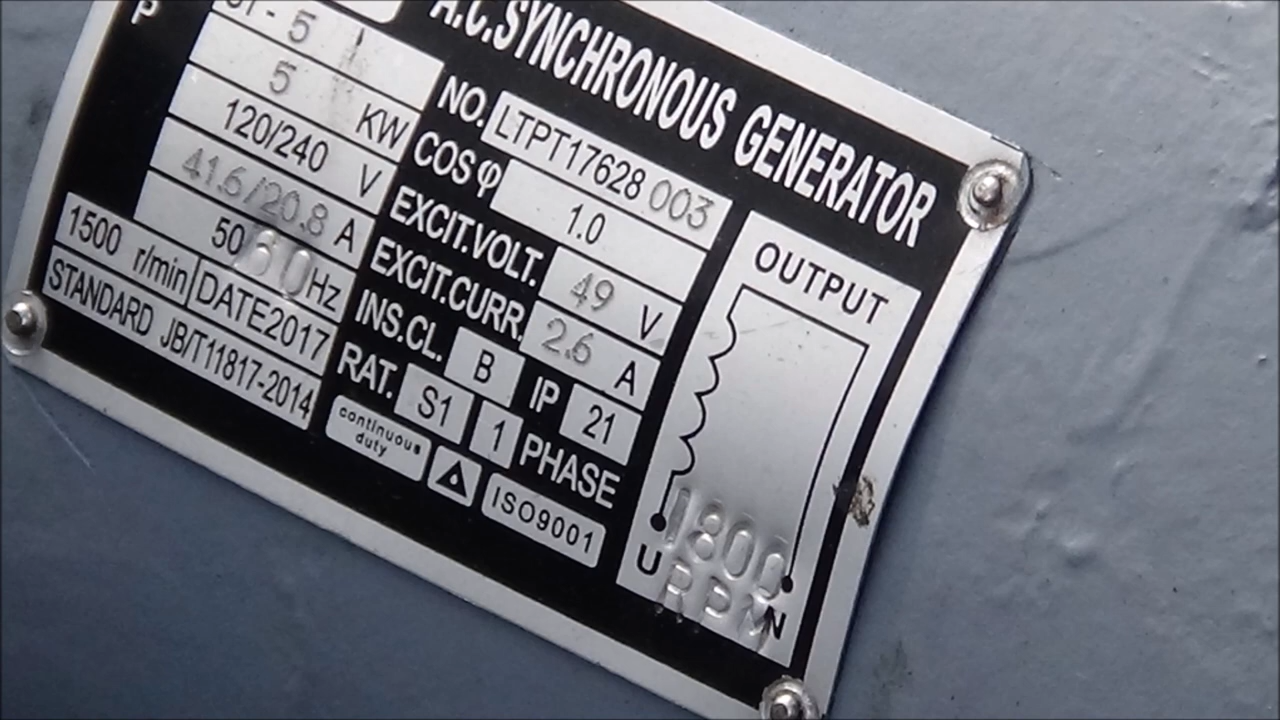 A.C.SYNCHRONOUS GENERATOR
P
ST - 5
5 KW
120/240 V
41.6/20.8 A
50 60 Hz
1500 r/min DATE2017
STANDARD JB/T11817-2014
NO. LTPT17628 003
COS φ 1.0
EXCIT.VOLT. 49 V
EXCIT.CURR. 2.6 A
INS.CL. B IP 21
RAT. S1 1 PHASE
continuous
duty
ISO9001
OUTPUT
1800
RPM
U N